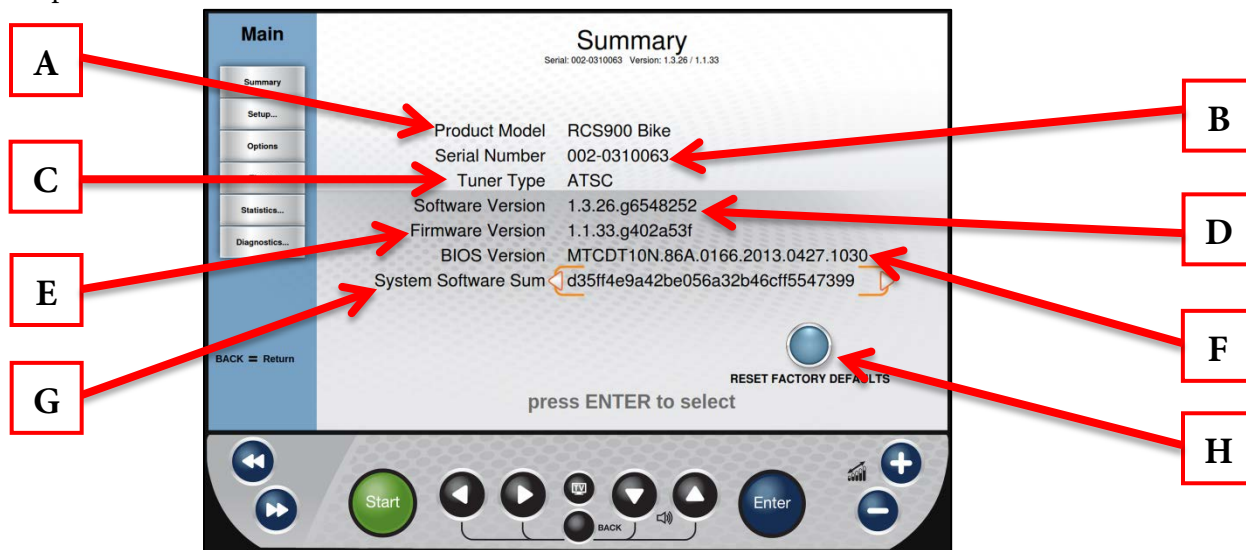 Main
Summary
Setup...
Options
Statistics...
Diagnostics...
BACK = Return
Summary
Serial: 002-0310063 Version: 1.3.26 / 1.1.33
Product Model RCS900 Bike
Serial Number 002-0310063
Tuner Type ATSC
Software Version 1.3.26.g6548252
Firmware Version 1.1.33.g402a53f
BIOS Version MTCDT10N.86A.0166.2013.0427.1030
System Software Sum d35ff4e9a42be056a32b46cff5547399
RESET FACTORY DEFAULTS
press ENTER to select
Start
TV
BACK
Enter
A
C
E
G
B
D
F
H